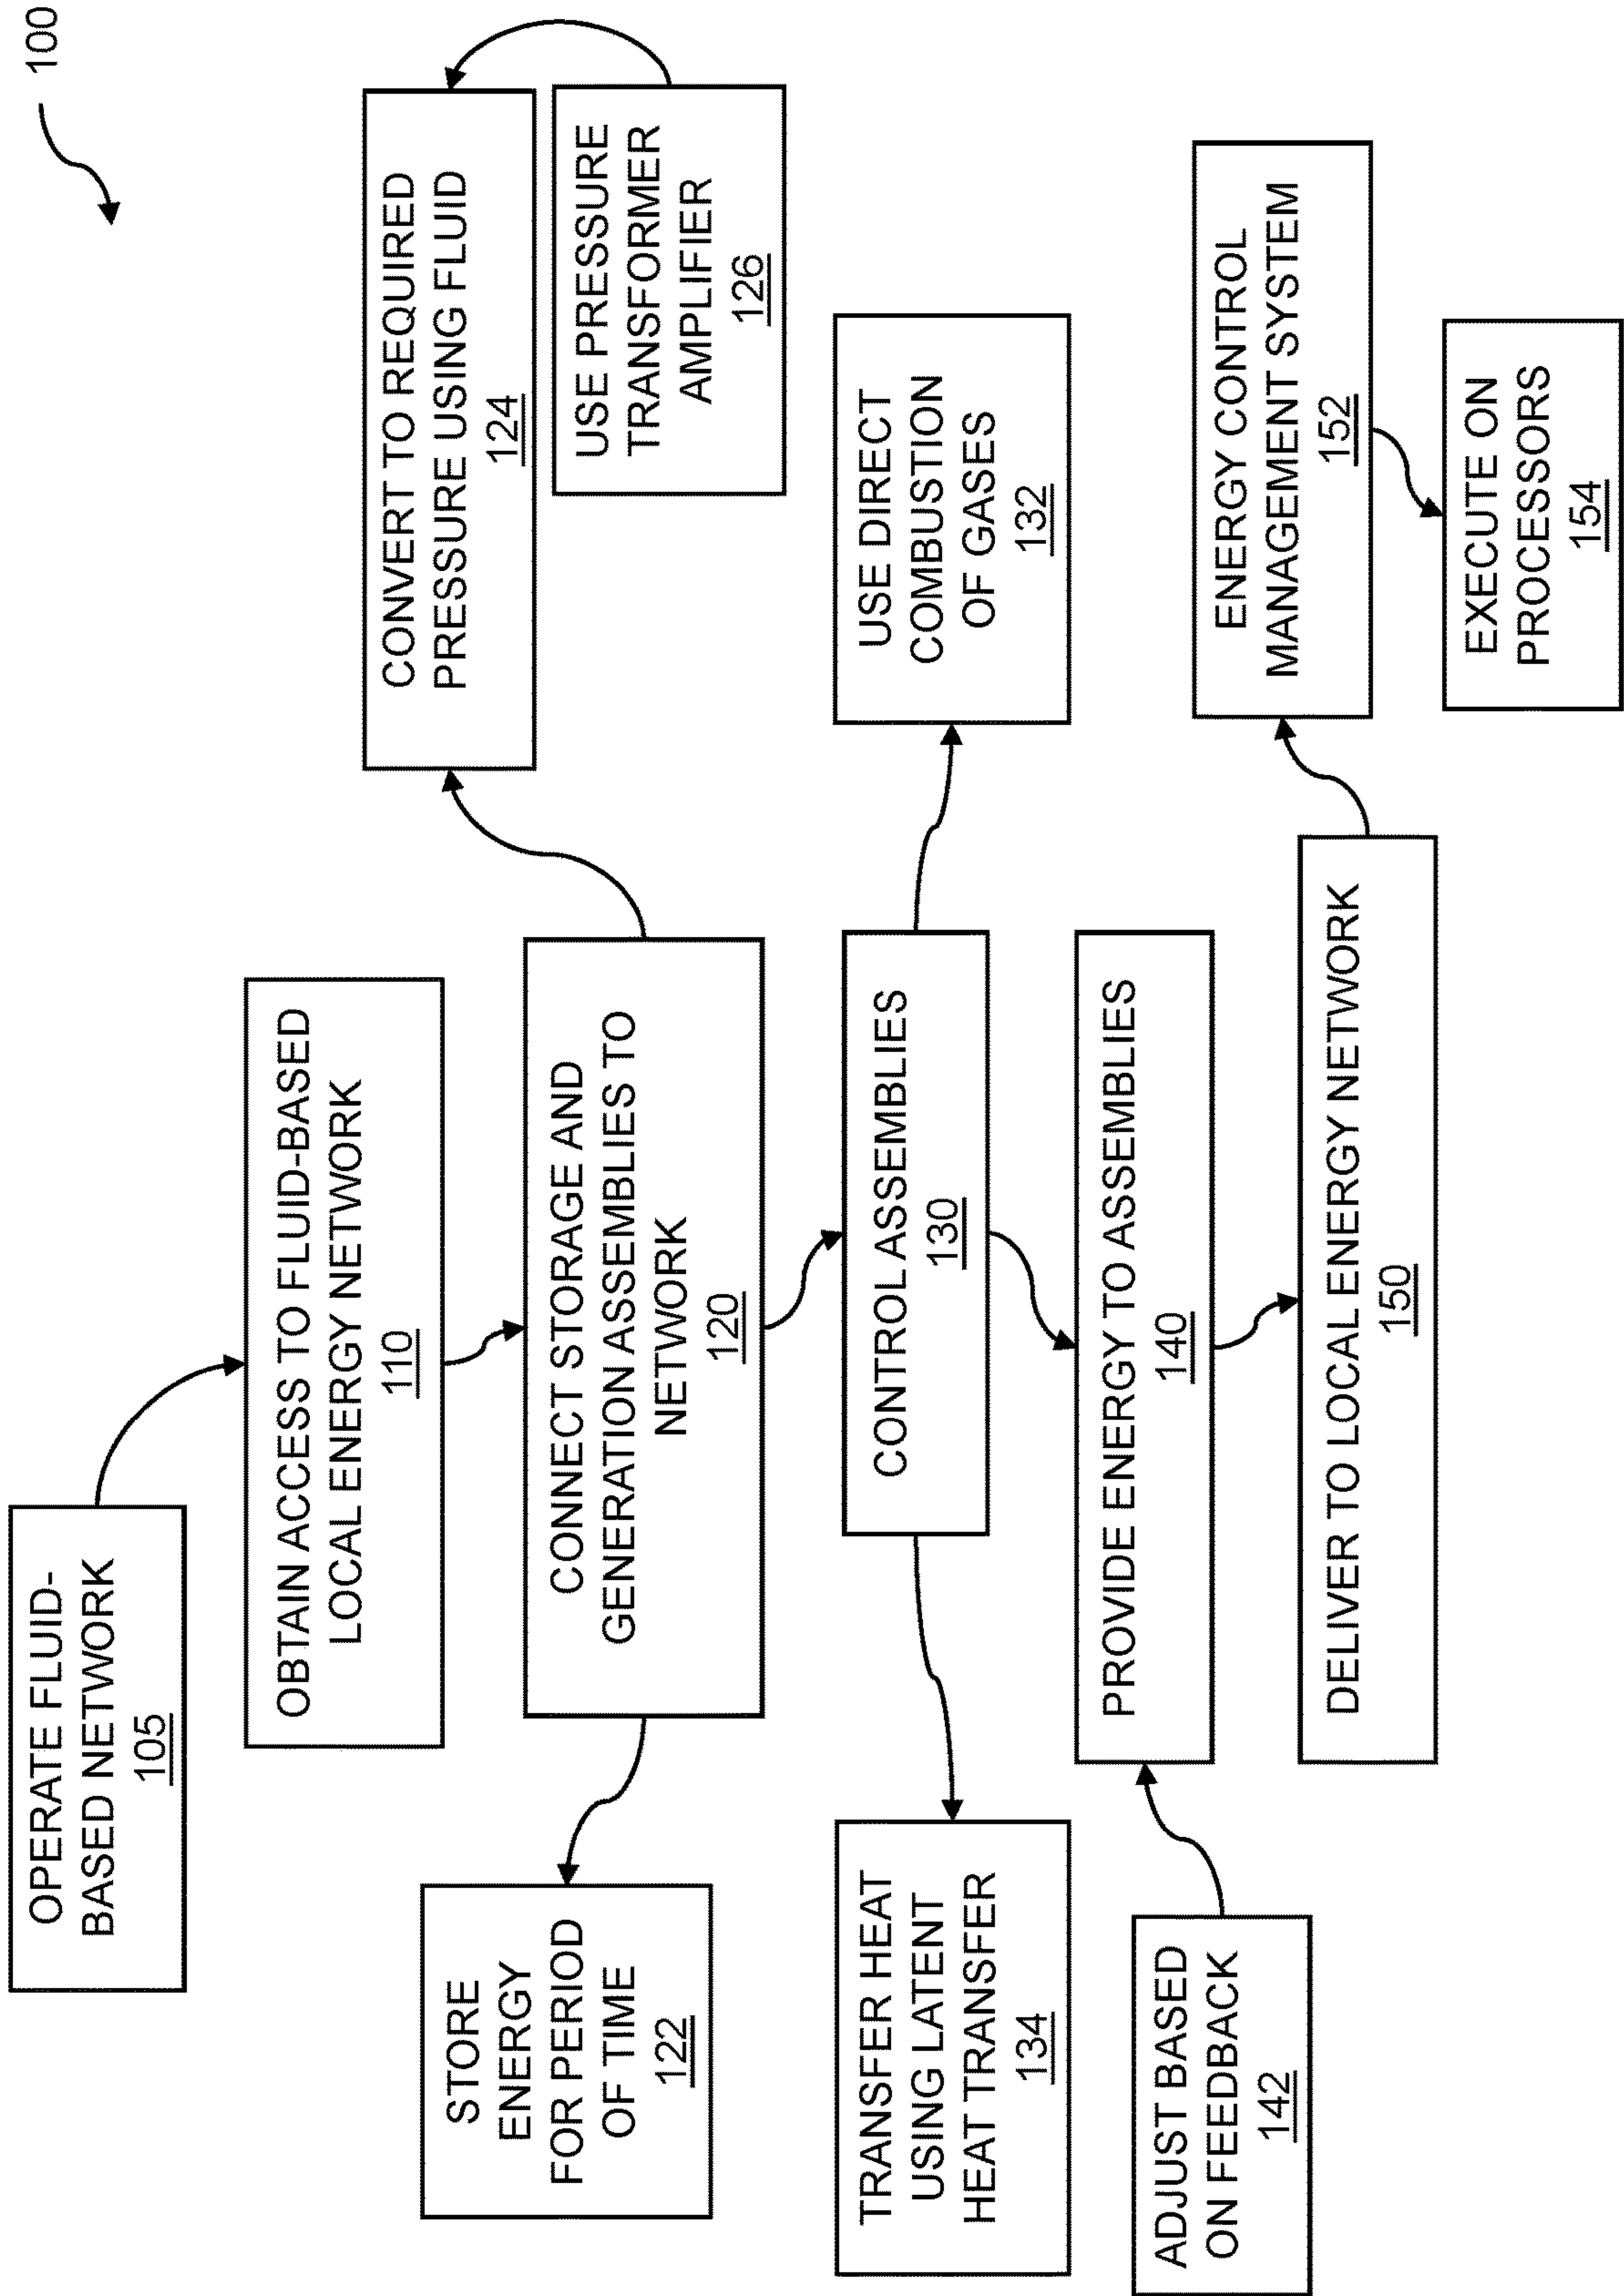 100
OPERATE FLUID-
BASED NETWORK
105
OBTAIN ACCESS TO FLUID-BASED
LOCAL ENERGY NETWORK
110
CONNECT STORAGE AND
GENERATION ASSEMBLIES TO
NETWORK
120
STORE
ENERGY
FOR PERIOD
OF TIME
122
CONVERT TO REQUIRED
PRESSURE USING FLUID
124
USE PRESSURE
TRANSFORMER
AMPLIFIER
126
CONTROL ASSEMBLIES
130
USE DIRECT
COMBUSTION
OF GASES
132
TRANSFER HEAT
USING LATENT
HEAT TRANSFER
134
PROVIDE ENERGY TO ASSEMBLIES
140
ADJUST BASED
ON FEEDBACK
142
DELIVER TO LOCAL ENERGY NETWORK
150
ENERGY CONTROL
MANAGEMENT SYSTEM
152
EXECUTE ON
PROCESSORS
154